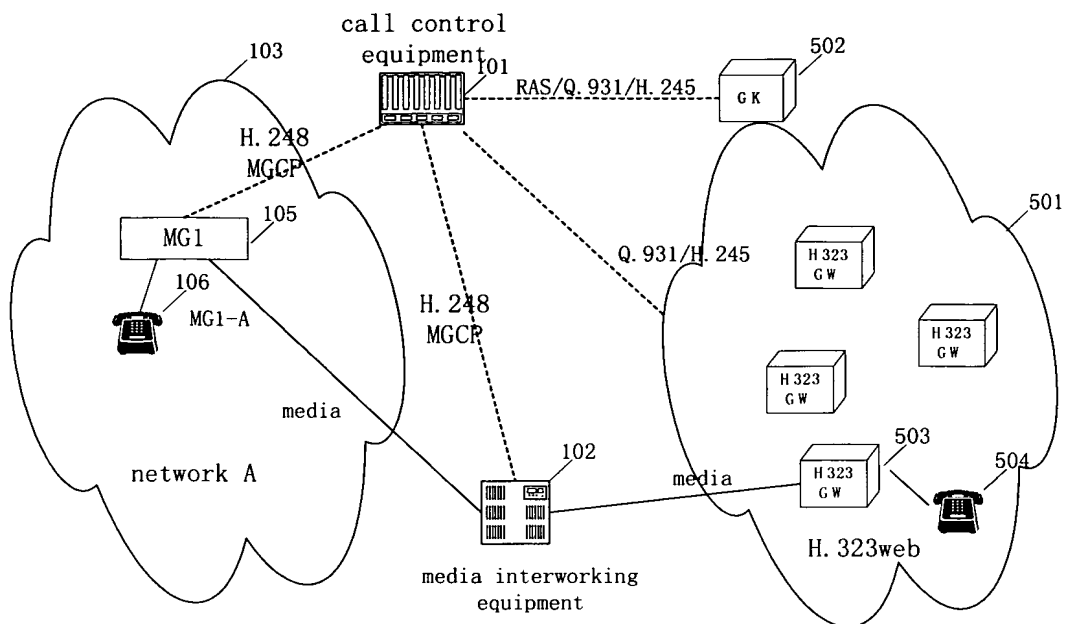 call control
equipment
103
101
502
RAS/Q.931/H.245
GK
H.248
MGCP
105
MG1
501
H323
GW
Q.931/H.245
106
MG1-A
H.248
MGCP
H323
GW
H323
GW
media
102
503
504
network A
media
H323
GW
H.323web
media interworking
equipment